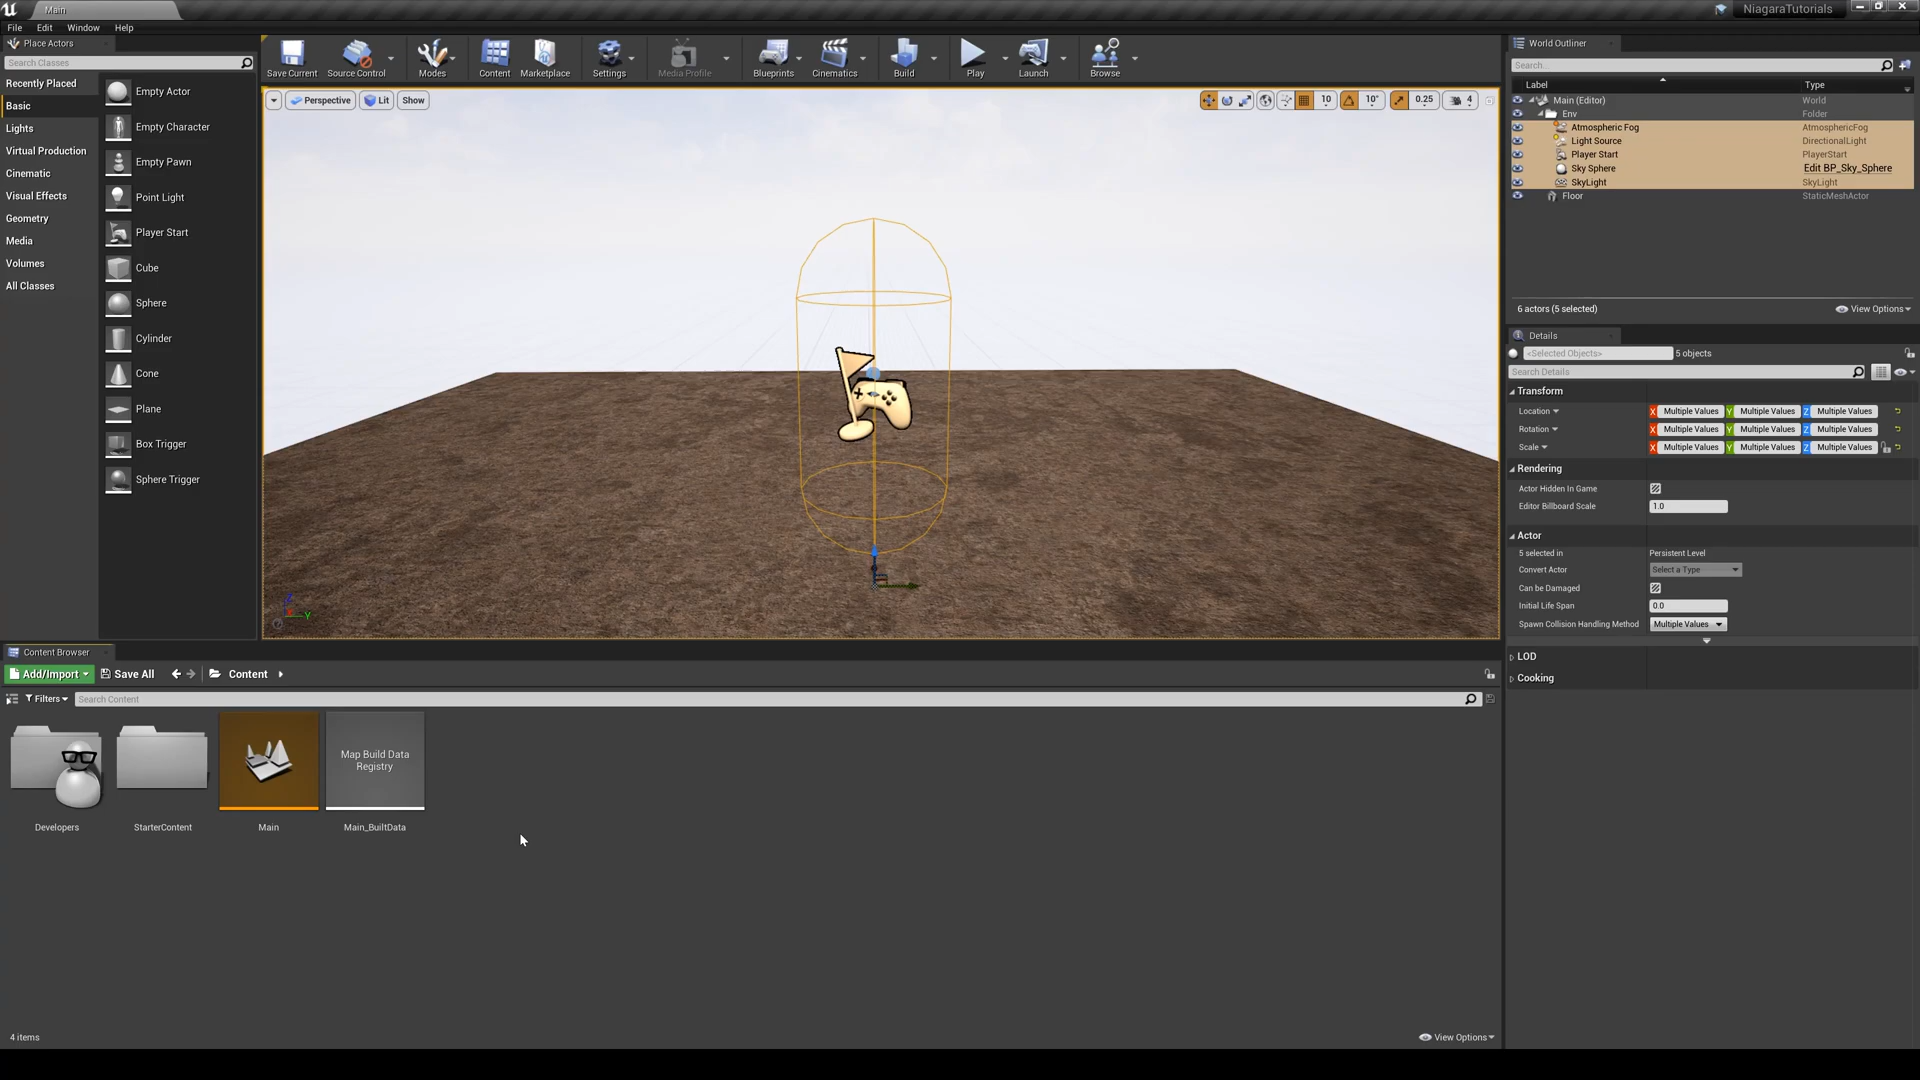 Main
NiagaraTutorials
File Edit Window Help
Place Actors
Search Classes
Recently Placed
Basic
Lights
Virtual Production
Cinematic
Visual Effects
Geometry
Media
Volumes
All Classes
Empty Actor
Empty Character
Empty Pawn
Point Light
Player Start
Cube
Sphere
Cylinder
Cone
Plane
Box Trigger
Sphere Trigger
Save Current Source Control Modes Content Marketplace Settings Media Profile Blueprints Cinematics Build Play Launch Browse
Perspective Lit Show 10 10° 0.25 4
Z
Y
World Outliner
Search...
Label Type
Main (Editor) World
Env Folder
Atmospheric Fog AtmosphericFog
Light Source DirectionalLight
Player Start PlayerStart
Sky Sphere Edit BP_Sky_Sphere
SkyLight SkyLight
Floor StaticMeshActor
6 actors (5 selected) View Options
Details
<Selected Objects> 5 objects
Search Details
Transform
Location X Multiple Values Y Multiple Values Z Multiple Values
Rotation X Multiple Values Y Multiple Values Z Multiple Values
Scale X Multiple Values Y Multiple Values Z Multiple Values
Rendering
Actor Hidden In Game
Editor Billboard Scale 1.0
Actor
5 selected in Persistent Level
Convert Actor Select a Type
Can be Damaged
Initial Life Span 0.0
Spawn Collision Handling Method Multiple Values
LOD
Cooking
Content Browser
Add/Import Save All Content
Filters Search Content
Map Build Data
Registry
Developers StarterContent Main Main_BuiltData
4 items View Options